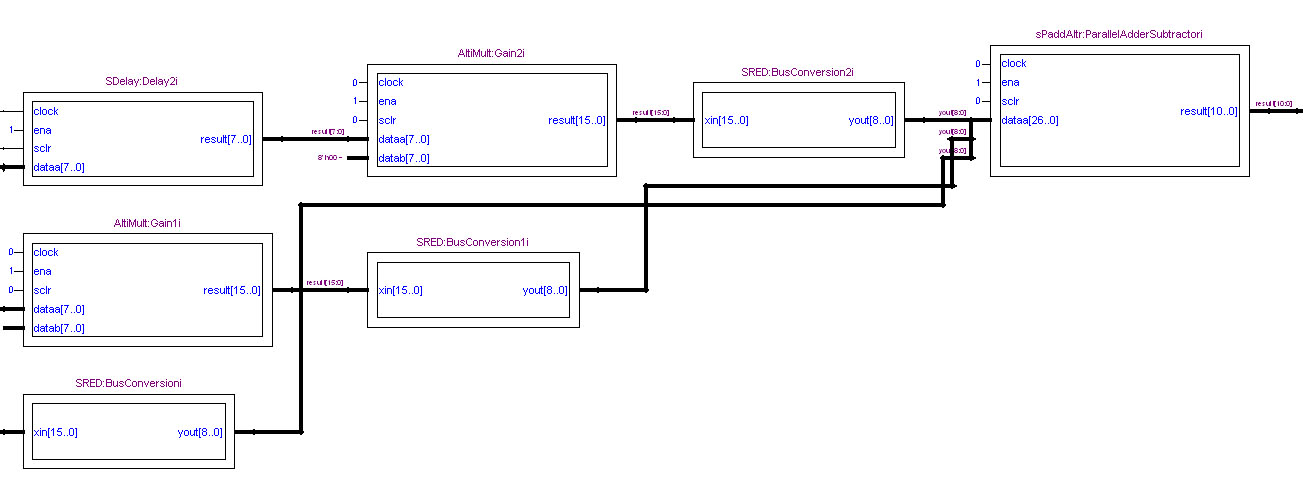 sPaddAltr:ParallelAdderSubtractori
0 clock
1 ena
0 sclr
dataa[26..0]
result[10..0]
result[10:0]
AltiMult:Gain2i
0 clock
1 ena
0 sclr
dataa[7..0]
8' h00 - datab[7..0]
result[15..0]
result[15:0]
SRED:BusConversion2i
xin[15..0] yout[8..0]
yout[8:0]
yout[8:0]
yout[8:0]
SDelay:Delay2i
clock
1 ena
sclr
dataa[7..0]
result[7..0]
result[7:0]
AltiMult:Gain1i
0 clock
1 ena
0 sclr
dataa[7..0]
datab[7..0]
result[15..0]
result[15:0]
SRED:BusConversion1i
xin[15..0] yout[8..0]
SRED:BusConversioni
xin[15..0] yout[8..0]